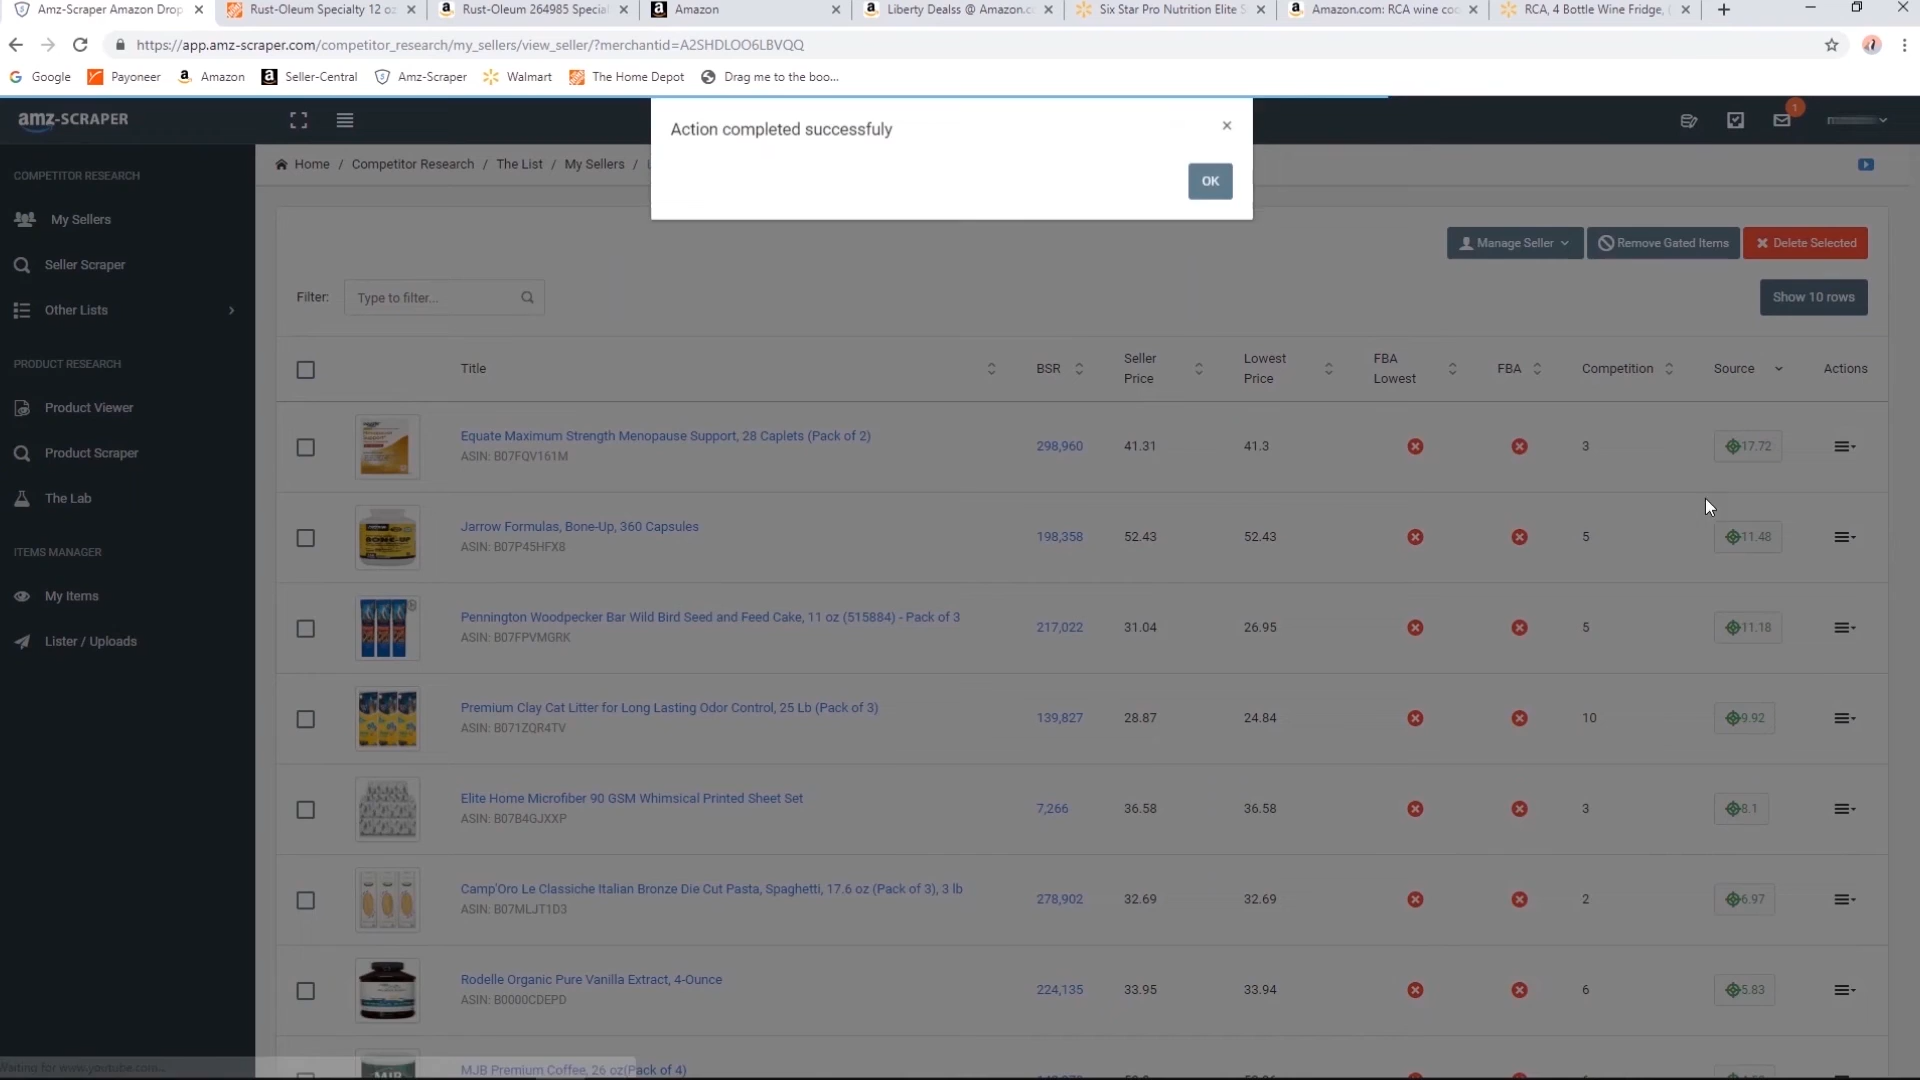 Amz-Scraper Amazon Drop
Rust-Oleum Specialty 12 oz
Rust-Oleum 264985 Special
Amazon
Liberty Dealss @ Amazon.c
Six Star Pro Nutrition Elite S
Amazon.com: RCA wine coo
RCA, 4 Bottle Wine Fridge, (
https://app.amz-scraper.com/competitor_research/my_sellers/view_seller/?merchantid=A2SHDLOO6LBVQQ
Google Payoneer Amazon Seller-Central Amz-Scraper Walmart The Home Depot Drag me to the boo...
amz-SCRAPER
1
Action completed successfuly
×
OK
Home / Competitor Research / The List / My Sellers /
COMPETITOR RESEARCH
My Sellers
Seller Scraper
Other Lists
PRODUCT RESEARCH
Product Viewer
Product Scraper
The Lab
ITEMS MANAGER
My Items
Lister / Uploads
Manage Seller Remove Gated Items Delete Selected
Filter: Type to filter... Show 10 rows
Title BSR Seller Price Lowest Price FBA Lowest FBA Competition Source Actions
Equate Maximum Strength Menopause Support, 28 Caplets (Pack of 2)
ASIN: B07FQV161M
298,960 41.31 41.3 3 17.72
Jarrow Formulas, Bone-Up, 360 Capsules
ASIN: B07P45HFX8
198,358 52.43 52.43 5 11.48
Pennington Woodpecker Bar Wild Bird Seed and Feed Cake, 11 oz (515884) - Pack of 3
ASIN: B07FPVMGRK
217,022 31.04 26.95 5 11.18
Premium Clay Cat Litter for Long Lasting Odor Control, 25 Lb (Pack of 3)
ASIN: B071ZQR4TV
139,827 28.87 24.84 10 9.92
Elite Home Microfiber 90 GSM Whimsical Printed Sheet Set
ASIN: B07B4GJXXP
7,266 36.58 36.58 3 8.1
Camp'Oro Le Classiche Italian Bronze Die Cut Pasta, Spaghetti, 17.6 oz (Pack of 3), 3 lb
ASIN: B07MLJT1D3
278,902 32.69 32.69 2 6.97
Rodelle Organic Pure Vanilla Extract, 4-Ounce
ASIN: B0000CDEPD
224,135 33.95 33.94 6 5.83
MJB Premium Coffee, 26 oz(Pack of 4)
Waiting for www.youtube.com...